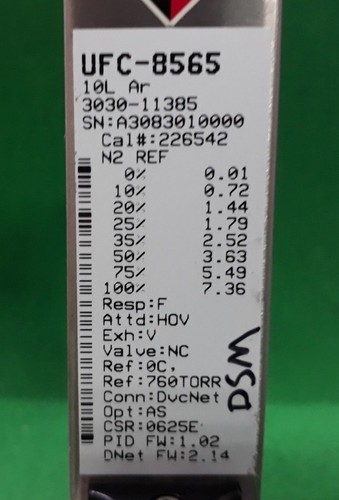 UFC-8565
10L Ar
3030-11385
SN:A3083010000
Cal#:226542
N2 REF
0% 0.01
10% 0.72
20% 1.44
25% 1.79
35% 2.52
50% 3.63
75% 5.49
100% 7.36
Resp:F
Attd:HOV
Exh:V
Valve:NC
Ref:0C,
Ref:760TORR
Conn:DvcNet
Opt:AS
CSR:0625E
PID FW:1.02
DNet FW:2.14